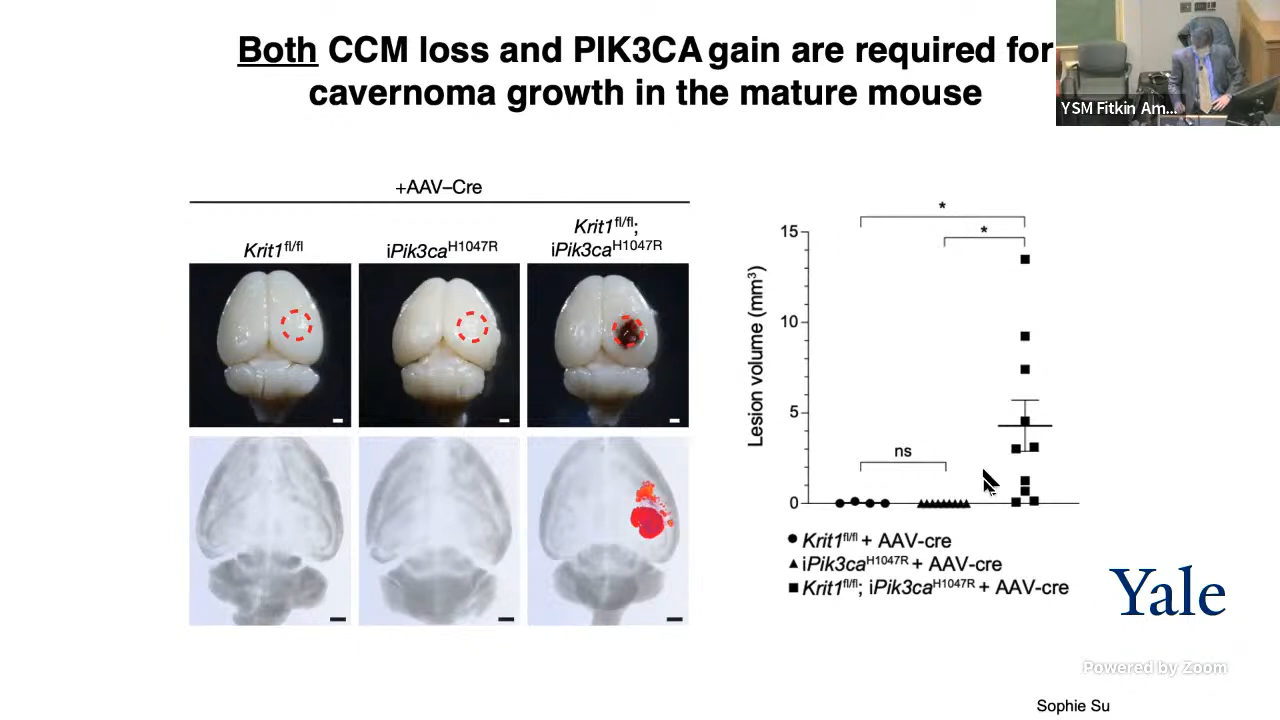 Both CCM loss and PIK3CA gain are required for
cavernoma growth in the mature mouse
YSM Fitkin Am...
+AAV–Cre
Krit1fl/fl
iPik3caH1047R
Krit1fl/fl;
iPik3caH1047R
Lesion volume (mm3)
15
10
5
0
*
*
ns
Krit1fl/fl + AAV-cre
iPik3caH1047R + AAV-cre
Krit1fl/fl; iPik3caH1047R + AAV-cre
Yale
Powered by Zoom
Sophie Su